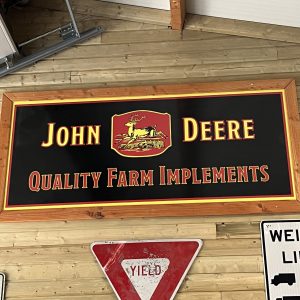 JOHN DEERE
QUALITY FARM IMPLEMENTS
YIELD